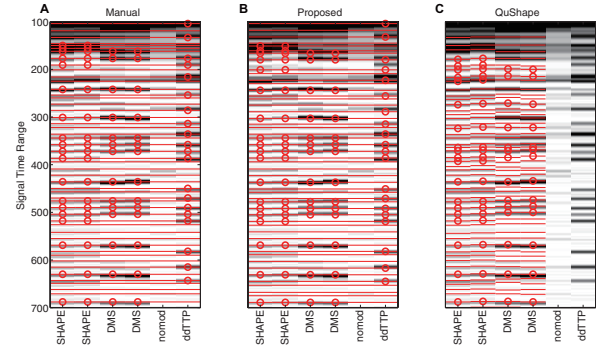 A Manual
B Proposed
C QuShape
Signal Time Range
100
200
300
400
500
600
700
SHAPE
SHAPE
DMS
DMS
nomod
ddTTP
SHAPE
SHAPE
DMS
DMS
nomod
ddTTP
SHAPE
SHAPE
DMS
DMS
nomod
ddTTP